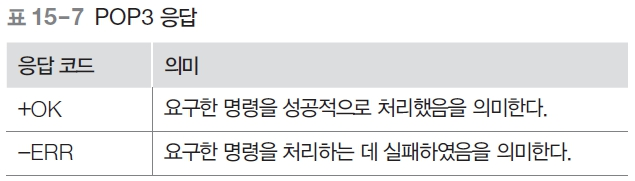 표 15-7 POP3 응답
응답 코드 의미
+OK 요구한 명령을 성공적으로 처리했음을 의미한다.
-ERR 요구한 명령을 처리하는 데 실패하였음을 의미한다.